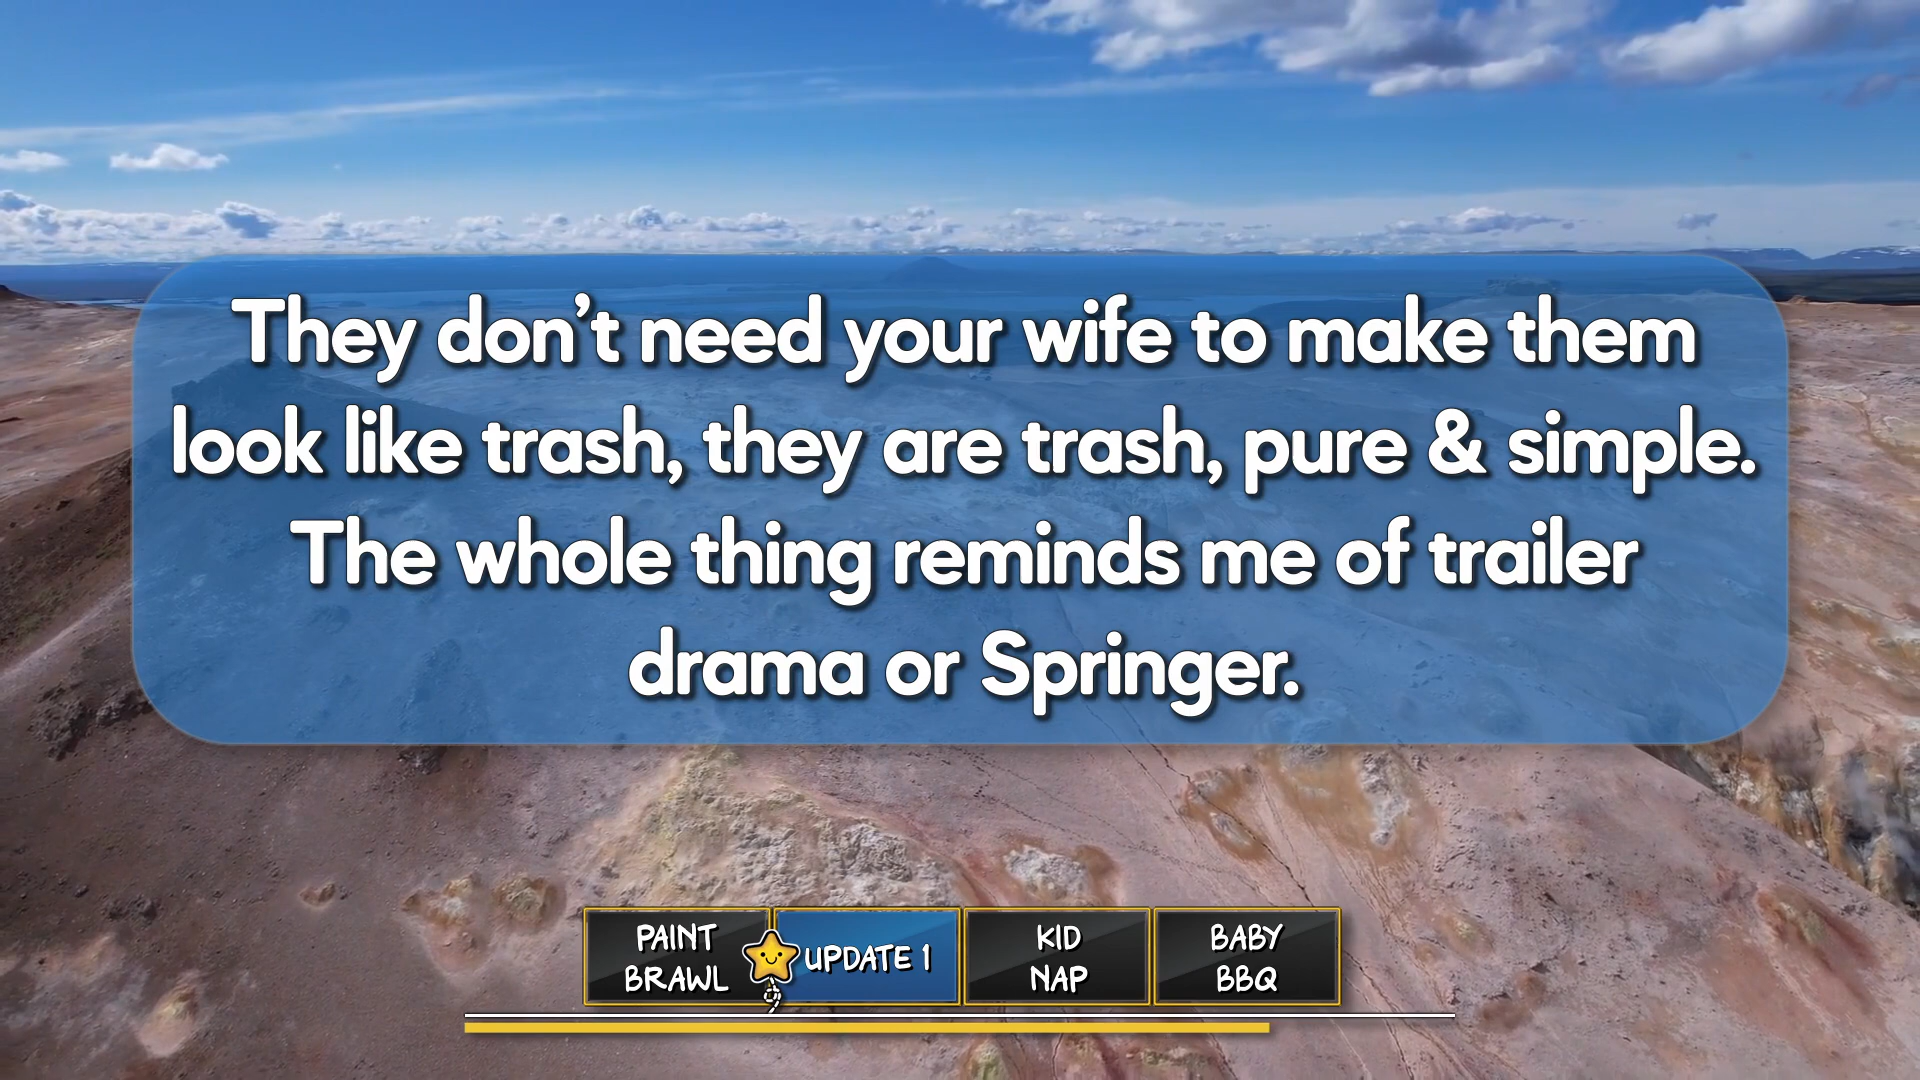 They don't need your wife to make them
look like trash, they are trash, pure & simple.
The whole thing reminds me of trailer
drama or Springer.
PAINT
BRAWL
UPDATE 1
KID
NAP
BABY
BBQ